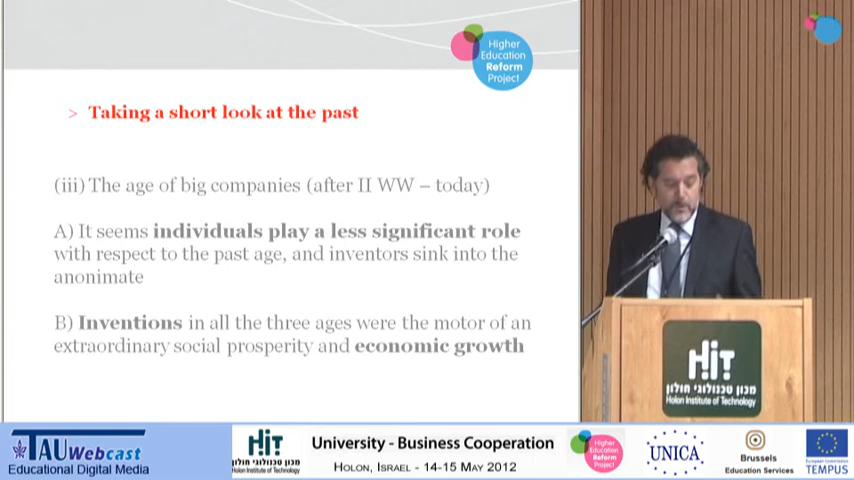 Higher
Education
Reform
Project
> Taking a short look at the past
(iii) The age of big companies (after II WW – today)
A) It seems individuals play a less significant role
with respect to the past age, and inventors sink into the
anonimate
B) Inventions in all the three ages were the motor of an
extraordinary social prosperity and economic growth
HiT
מכון טכנולוגי חולון
Holon Institute of Technology
TAU Webcast
Educational Digital Media
HiT
מכון טכנולוגי חולון
Holon Institute of Technology
University - Business Cooperation
Holon, Israel - 14-15 May 2012
Higher
Education
Reform
Project
UNICA
Brussels
Education Services
TEMPUS